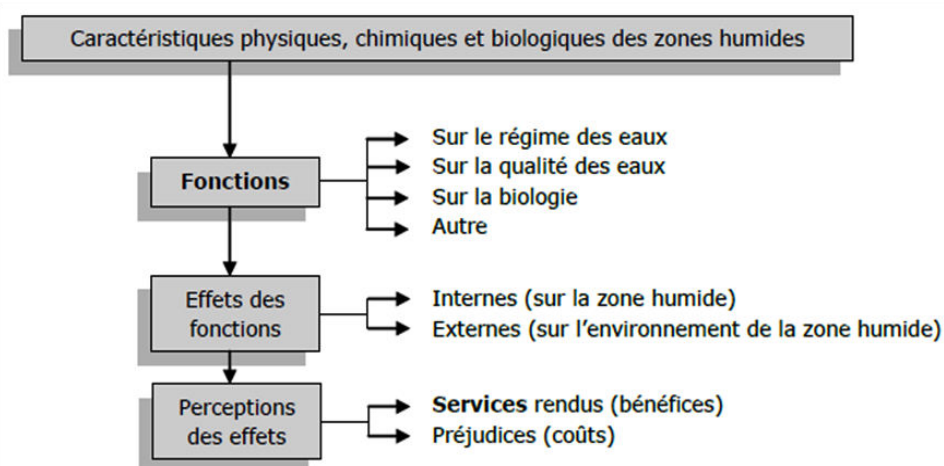 Caractéristiques physiques, chimiques et biologiques des zones humides
Fonctions
Sur le régime des eaux
Sur la qualité des eaux
Sur la biologie
Autre
Effets des
fonctions
Internes (sur la zone humide)
Externes (sur l'environnement de la zone humide)
Perceptions
des effets
Services rendus (bénéfices)
Préjudices (coûts)